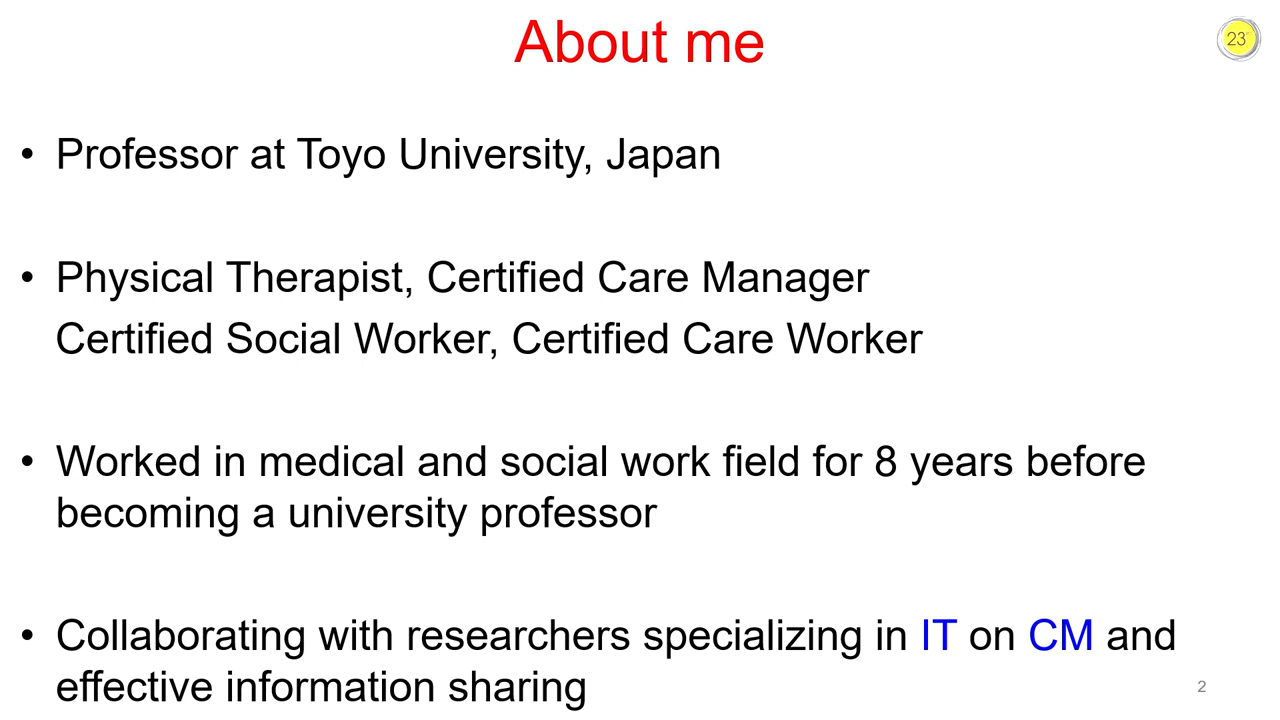 About me
23
• Professor at Toyo University, Japan
• Physical Therapist, Certified Care Manager
Certified Social Worker, Certified Care Worker
• Worked in medical and social work field for 8 years before
becoming a university professor
• Collaborating with researchers specializing in IT on CM and
effective information sharing
2